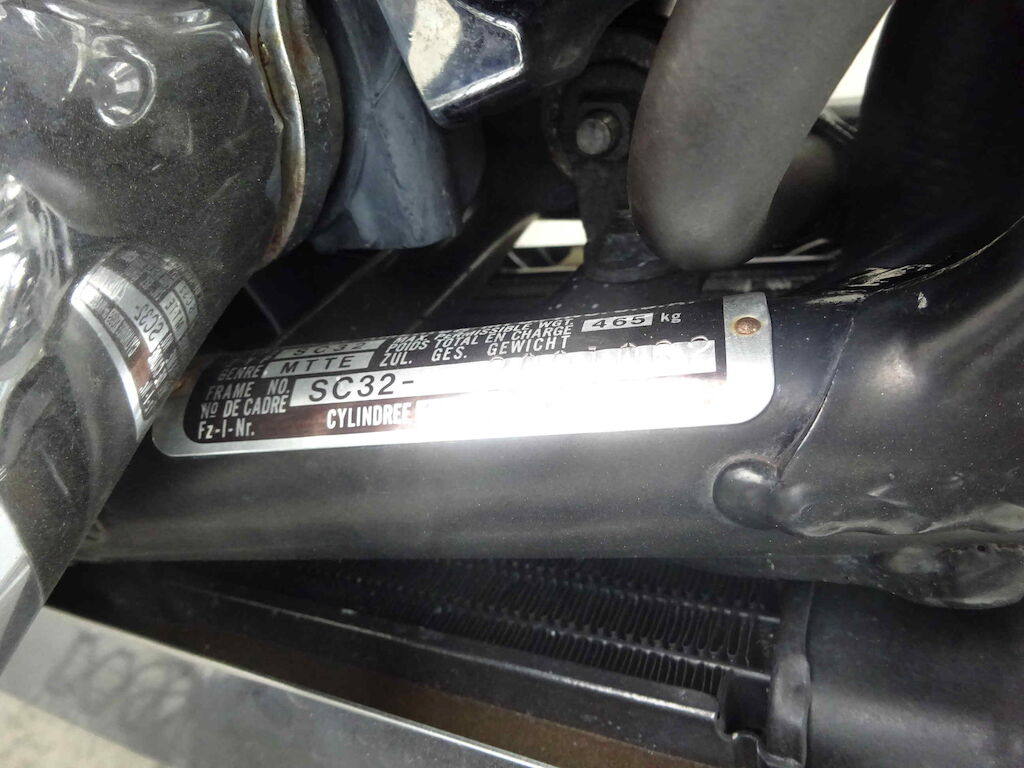 SC32 MAX. PERMISSIBLE WGT.
GENRE MTTE POIDS TOTAL EN CHARGE 465 kg
ZUL. GES. GEWICHT
FRAME NO. SC32-
Nº DE CADRE
Fz-I-Nr. CYLINDREE